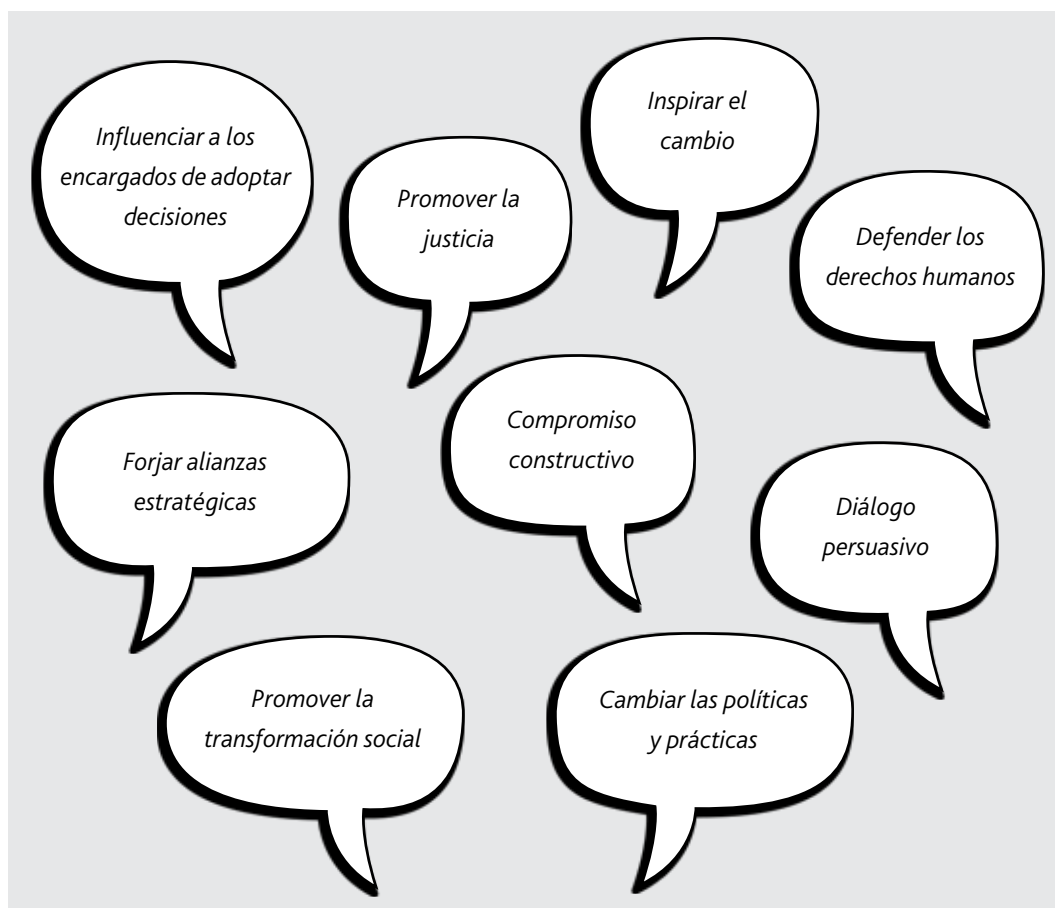 Influenciar a los
encargados de adoptar
decisiones
Promover la
justicia
Inspirar el
cambio
Defender los
derechos humanos
Forjar alianzas
estratégicas
Compromiso
constructivo
Diálogo
persuasivo
Promover la
transformación social
Cambiar las políticas
y prácticas